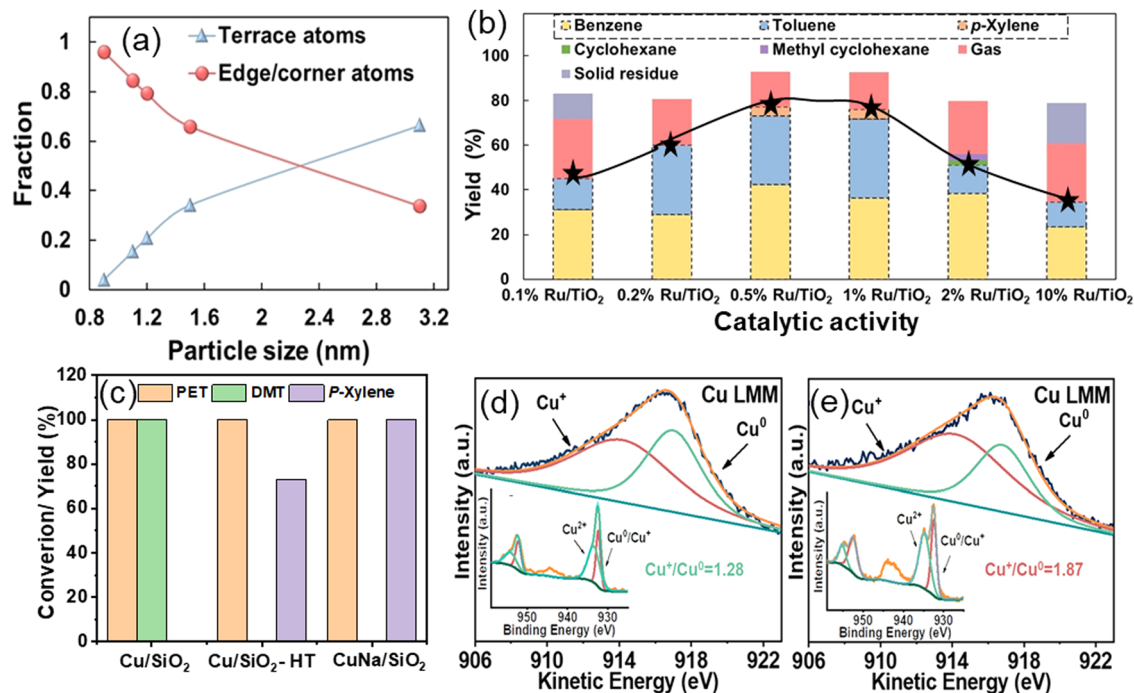 (a)
Terrace atoms
Edge/corner atoms
Fraction
1
0.8
0.6
0.4
0.2
0
0.8
1.2
1.6
2
2.4
2.8
3.2
Particle size (nm)
(b)
Benzene
Toluene
p-Xylene
Cyclohexane
Methyl cyclohexane
Gas
Solid residue
Yield (%)
100
80
60
40
20
0
0.1% Ru/TiO₂ 0.2% Ru/TiO₂ 0.5% Ru/TiO₂ 1% Ru/TiO₂ 2% Ru/TiO₂ 10% Ru/TiO₂
Catalytic activity
(c)
PET
DMT
P-Xylene
Converion/ Yield (%)
120
100
80
60
40
20
0
Cu/SiO₂ Cu/SiO₂-HT CuNa/SiO₂
(d)
Cu LMM
Cu⁺
Cu⁰
Intensity (a.u.)
Intensity (a.u.)
Cu²⁺
Cu⁰/Cu⁺
950 940 930
Binding Energy (eV)
Cu⁺/Cu⁰=1.28
906 910 914 918 922
Kinetic Energy (eV)
(e)
Cu LMM
Cu⁺
Cu⁰
Intensity (a.u.)
Intensity (a.u.)
Cu²⁺
Cu⁰/Cu⁺
950 940 930
Binding Energy (eV)
Cu⁺/Cu⁰=1.87
906 910 914 918 922
Kinetic Energy (eV)